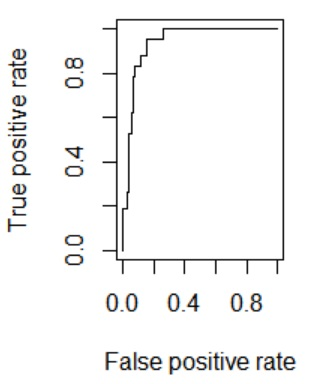 True positive rate
0.8
0.4
0.0
0.0 0.4 0.8
False positive rate